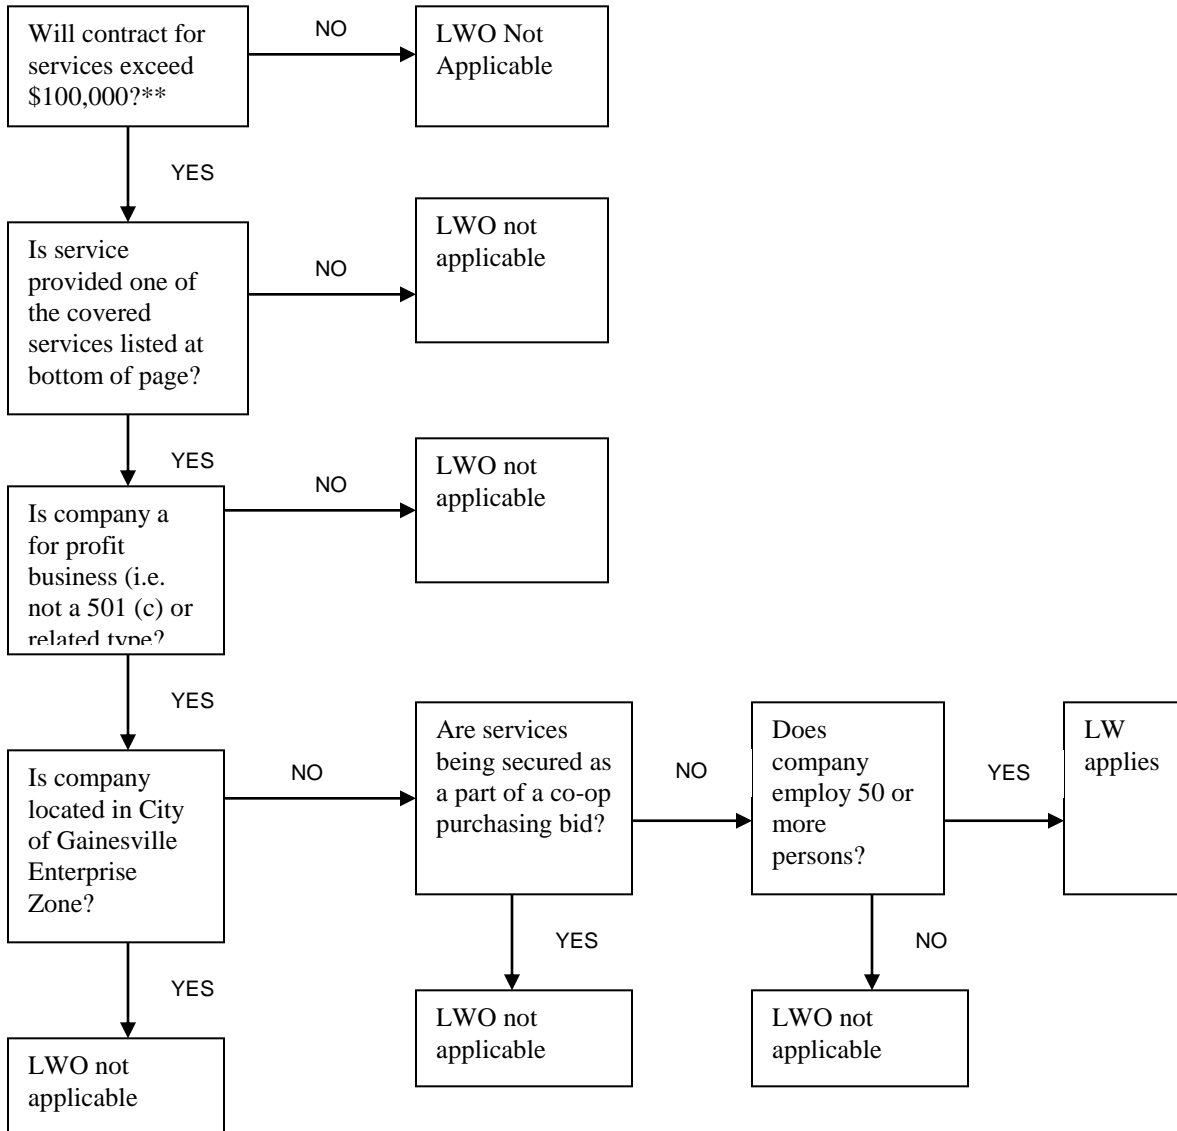 Will contract for
services exceed
$100,000?**
NO
LWO Not
Applicable
YES
Is service
provided one of
the covered
services listed at
bottom of page?
NO
LWO not
applicable
YES
Is company a
for profit
business (i.e.
not a 501 (c) or
related type?
NO
LWO not
applicable
YES
Is company
located in City
of Gainesville
Enterprise
Zone?
NO
Are services
being secured as
a part of a co-op
purchasing bid?
NO
Does
company
employ 50 or
more
persons?
YES
LW
applies
YES
LWO not
applicable
YES
LWO not
applicable
NO
LWO not
applicable